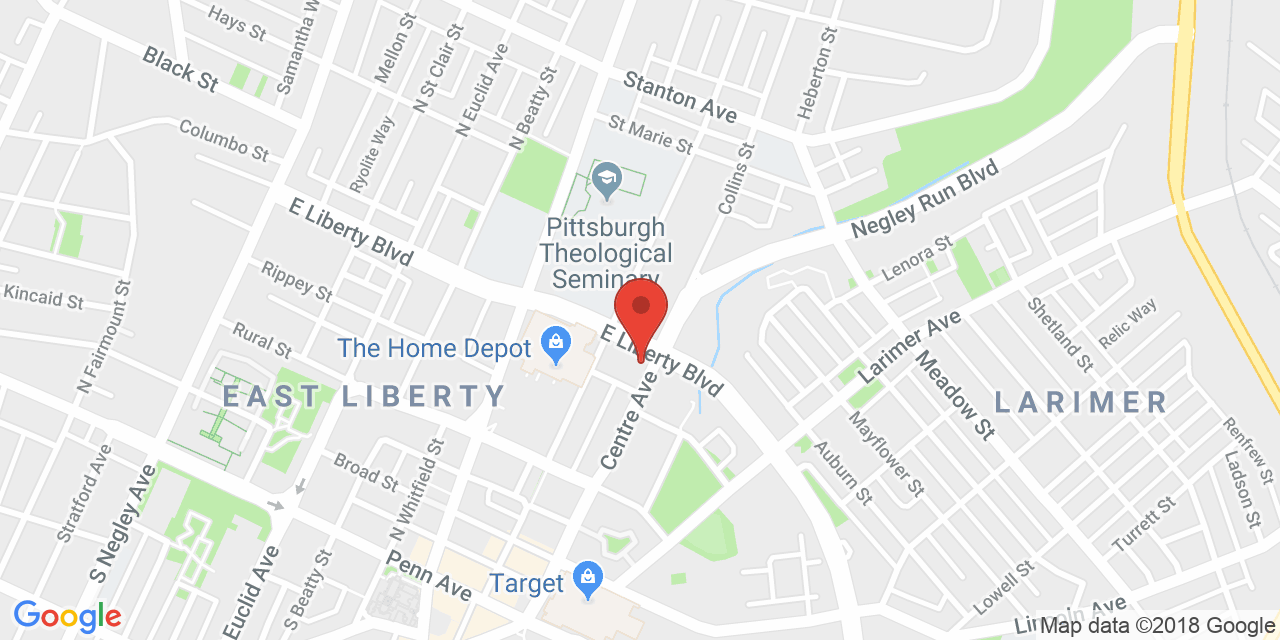 Hays St
Samantha W
Mellon St
N St Clair St
N Euclid Ave
N Beatty St
Black St
Columbo St
Ryolite Way
Stanton Ave
St Marie St
Heberton St
Collins St
Negley Run Blvd
Lenora St
E Liberty Blvd
Pittsburgh
Theological
Seminary
Rippey St
Kincaid St
N Fairmount St
Rural St
The Home Depot
E Liberty Blvd
Shetland St
Relic Way
Larimer Ave
Meadow St
EAST LIBERTY
LARIMER
Centre Ave
Mayflower St
Auburn St
Renfrew St
Ladson St
Turrett St
Broad St
N Whitfield St
Stratford Ave
S Negley Ave
Euclid Ave
S Beatty St
Penn Ave
Target
Lowell St
Lincoln Ave
Google
Map data ©2018 Google